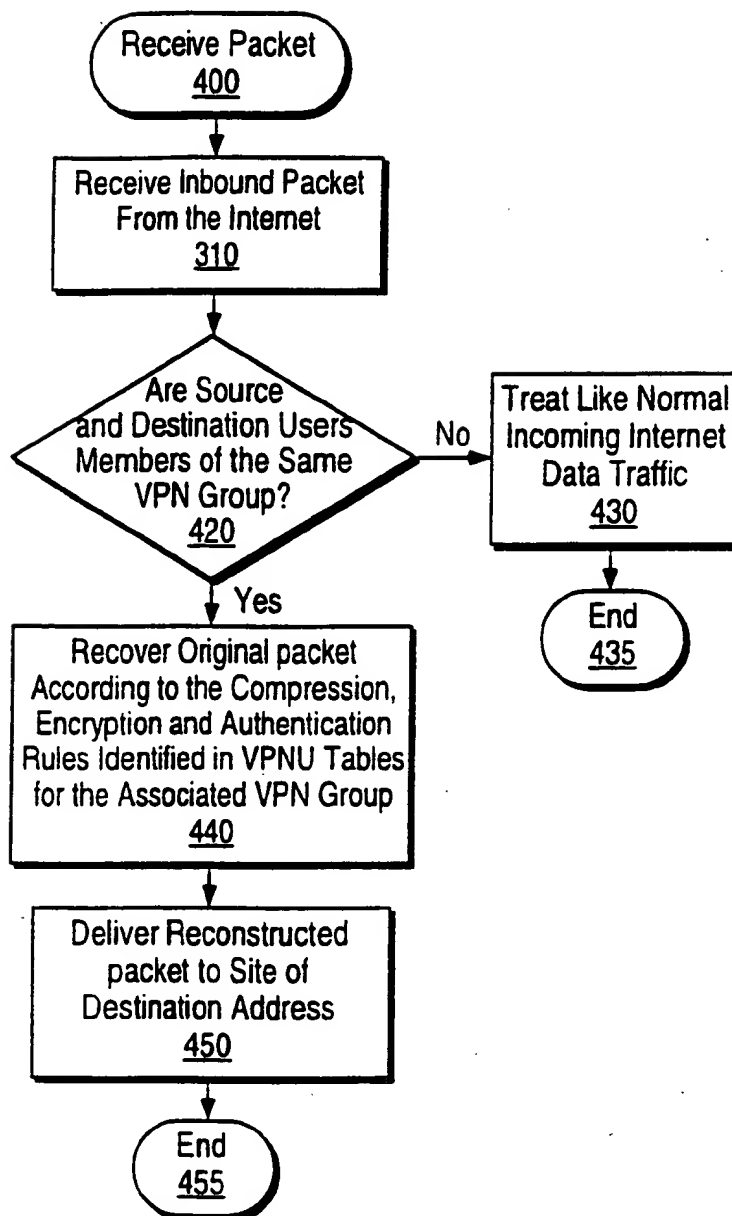 Receive Packet
400
Receive Inbound Packet
From the Internet
310
Are Source
and Destination Users
Members of the Same
VPN Group?
420
No
Treat Like Normal
Incoming Internet
Data Traffic
430
End
435
Yes
Recover Original packet
According to the Compression,
Encryption and Authentication
Rules Identified in VPNU Tables
for the Associated VPN Group
440
Deliver Reconstructed
packet to Site of
Destination Address
450
End
455